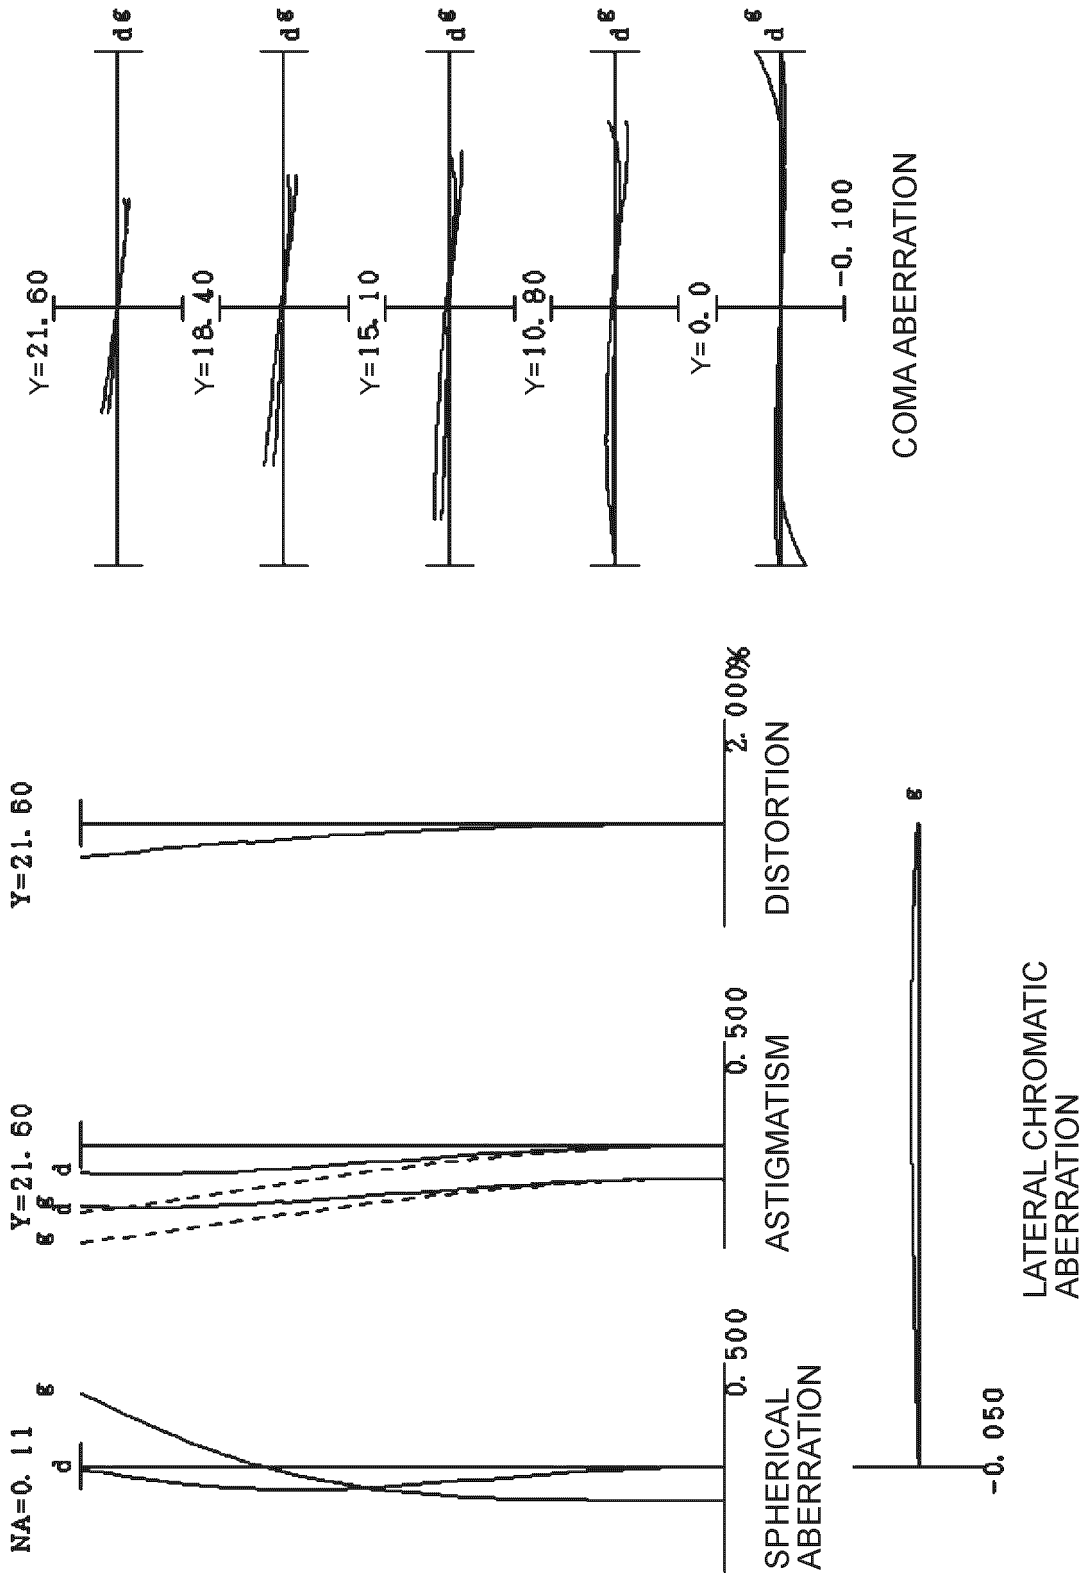 NA=0. 11
d
g
0. 500
SPHERICAL
ABERRATION
Y=21. 60
g
d
g
d
0. 500
ASTIGMATISM
Y=21. 60
2. 000%
DISTORTION
Y=21. 60
d g
Y=18. 40
d g
Y=15. 10
d g
Y=10. 80
d g
Y=0. 0
d g
-0. 100
COMA ABERRATION
g
-0. 050
LATERAL CHROMATIC
ABERRATION